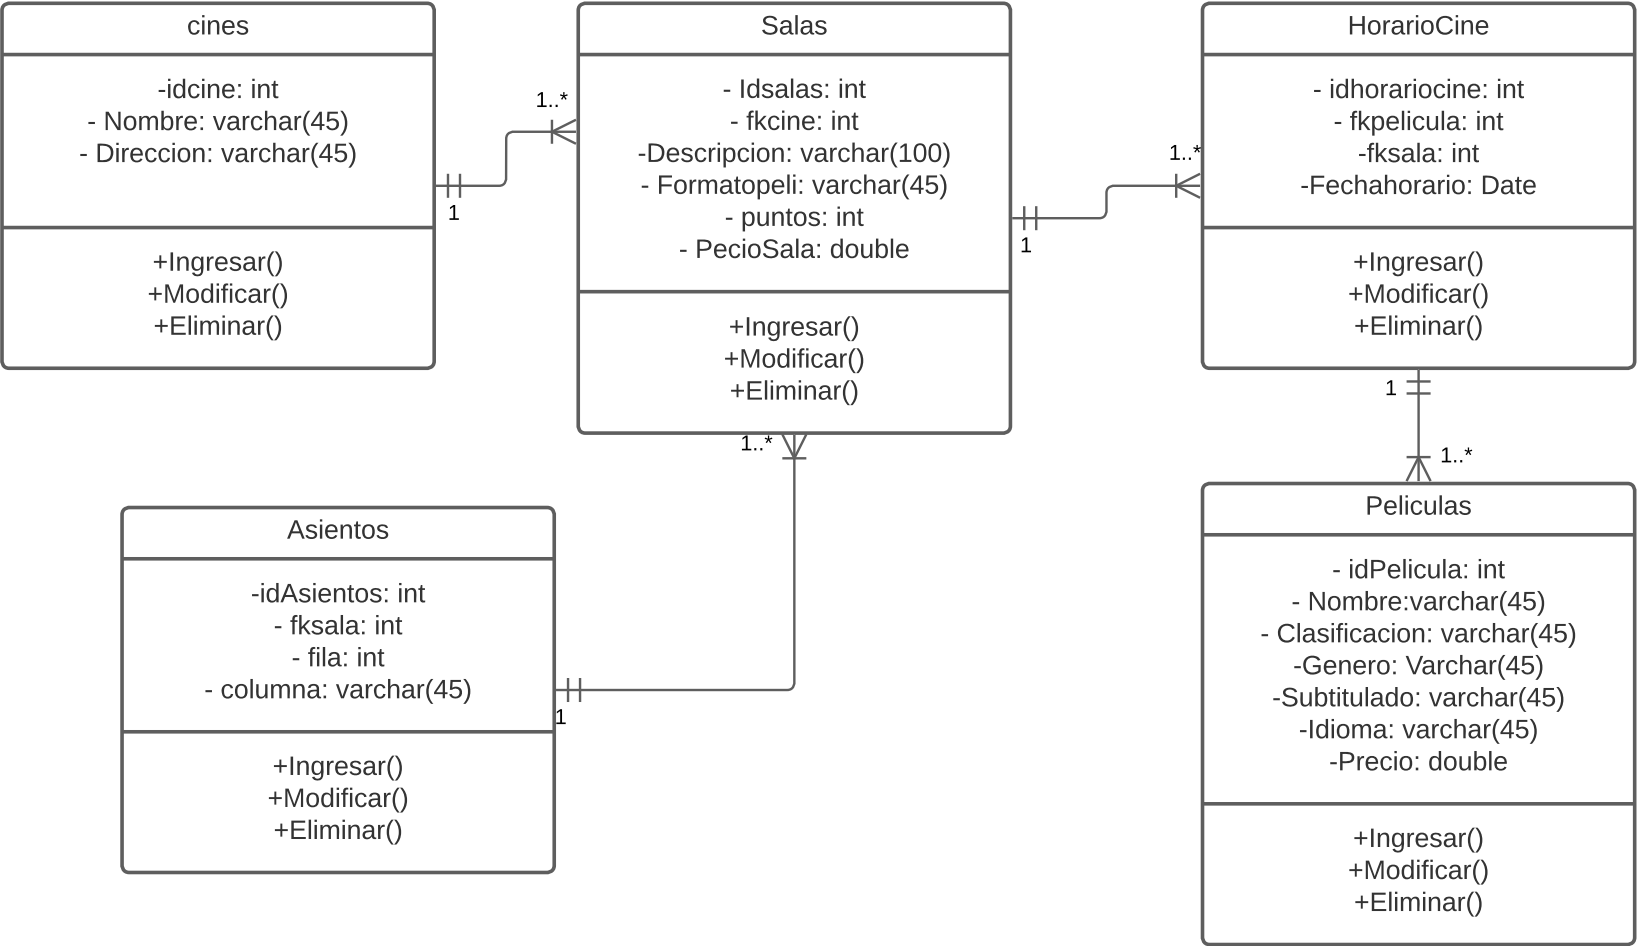 cines
-idcine: int
- Nombre: varchar(45)
- Direccion: varchar(45)
+Ingresar()
+Modificar()
+Eliminar()
1
1..*
Salas
- Idsalas: int
- fkcine: int
-Descripcion: varchar(100)
- Formatopeli: varchar(45)
- puntos: int
- PecioSala: double
+Ingresar()
+Modificar()
+Eliminar()
1
1..*
HorarioCine
- idhorariocine: int
- fkpelicula: int
-fksala: int
-Fechahorario: Date
+Ingresar()
+Modificar()
+Eliminar()
1
1..*
1..*
Asientos
-idAsientos: int
- fksala: int
- fila: int
- columna: varchar(45)
+Ingresar()
+Modificar()
+Eliminar()
1
Peliculas
- idPelicula: int
- Nombre:varchar(45)
- Clasificacion: varchar(45)
-Genero: Varchar(45)
-Subtitulado: varchar(45)
-Idioma: varchar(45)
-Precio: double
+Ingresar()
+Modificar()
+Eliminar()